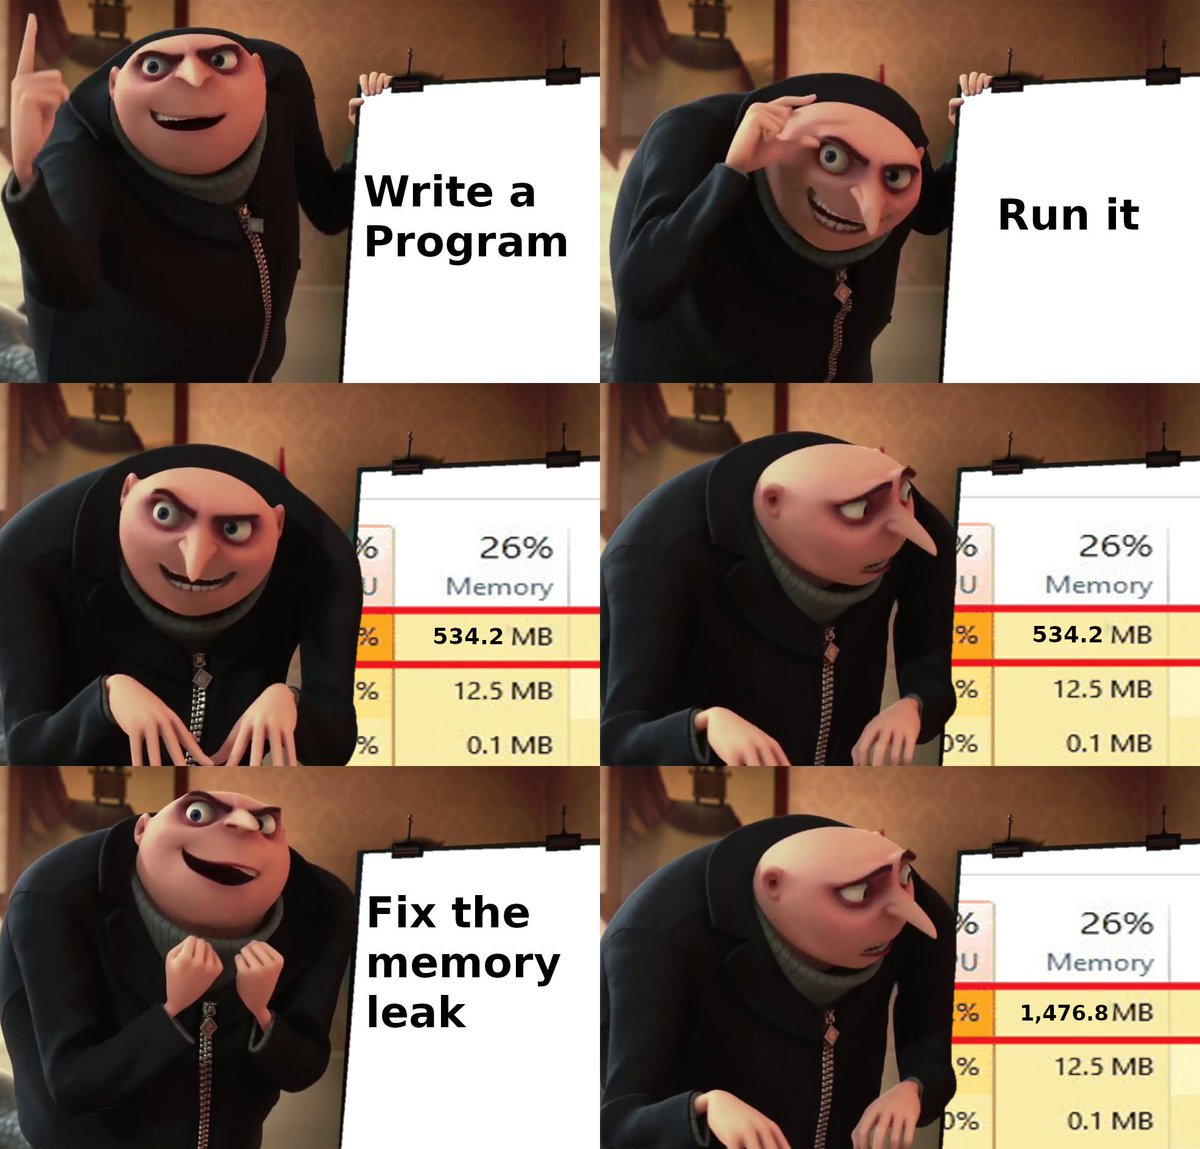 Write a
Program
Run it
%
26%
U
Memory
%
534.2 MB
%
12.5 MB
%
0.1 MB
%
26%
U
Memory
%
534.2 MB
%
12.5 MB
0%
0.1 MB
Fix the
memory
leak
%
26%
U
Memory
%
1,476.8 MB
%
12.5 MB
0%
0.1 MB